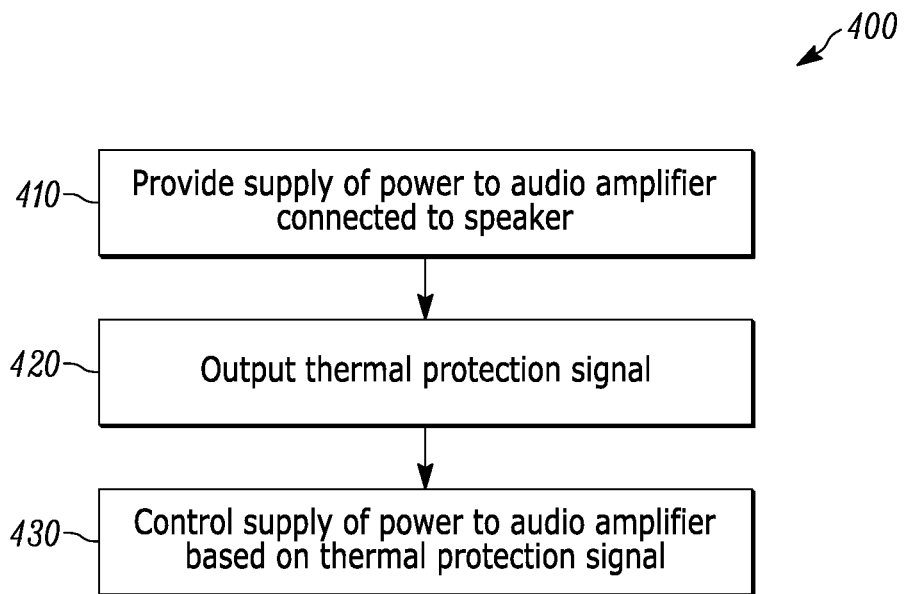 400
410
Provide supply of power to audio amplifier
connected to speaker
420
Output thermal protection signal
430
Control supply of power to audio amplifier
based on thermal protection signal